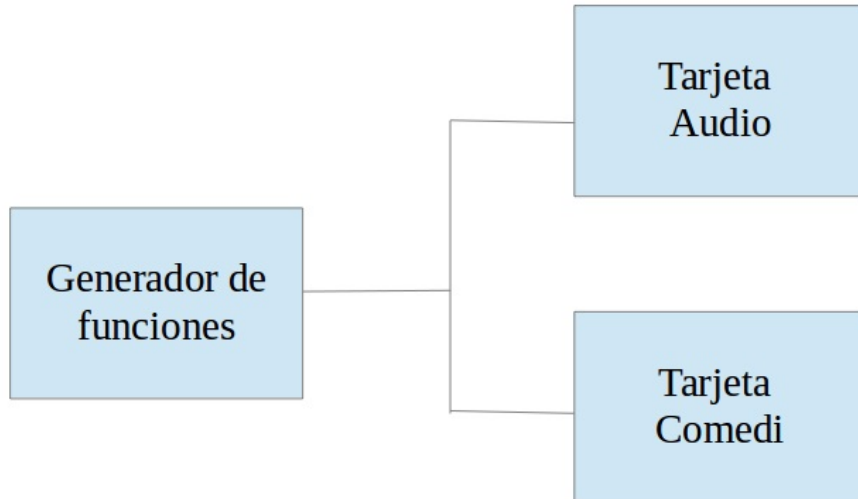 Tarjeta
Audio
Generador de
funciones
Tarjeta
Comedi